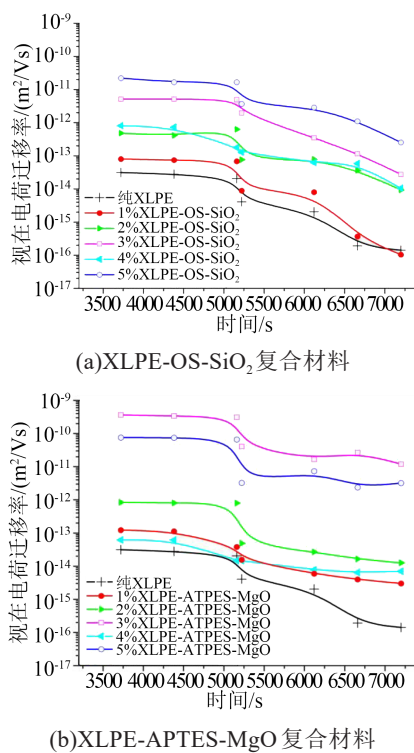 10-9
10-10
10-11
10-12
10-13
10-14
10-15
10-16
10-17
视在电荷迁移率/(m2/Vs)
纯XLPE
1%XLPE-OS-SiO2
2%XLPE-OS-SiO2
3%XLPE-OS-SiO2
4%XLPE-OS-SiO2
5%XLPE-OS-SiO2
3500 4000 4500 5000 5500 6000 6500 7000
时间/s
(a)XLPE-OS-SiO2复合材料
10-9
10-10
10-11
10-12
10-13
10-14
10-15
10-16
10-17
视在电荷迁移率/(m2/Vs)
纯XLPE
1%XLPE-ATPES-MgO
2%XLPE-ATPES-MgO
3%XLPE-ATPES-MgO
4%XLPE-ATPES-MgO
5%XLPE-ATPES-MgO
3500 4000 4500 5000 5500 6000 6500 7000
时间/s
(b)XLPE-APTES-MgO复合材料